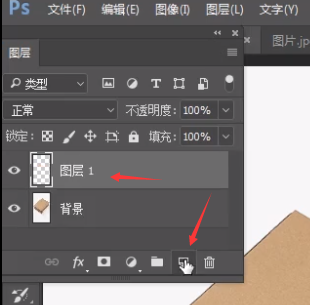 Ps 文件(F) 编辑(E) 图像(I) 图层(L) 文字(Y)
图片.jp
图层
类型
正常 不透明度: 100%
锁定: 填充: 100%
图层 1
背景
fx